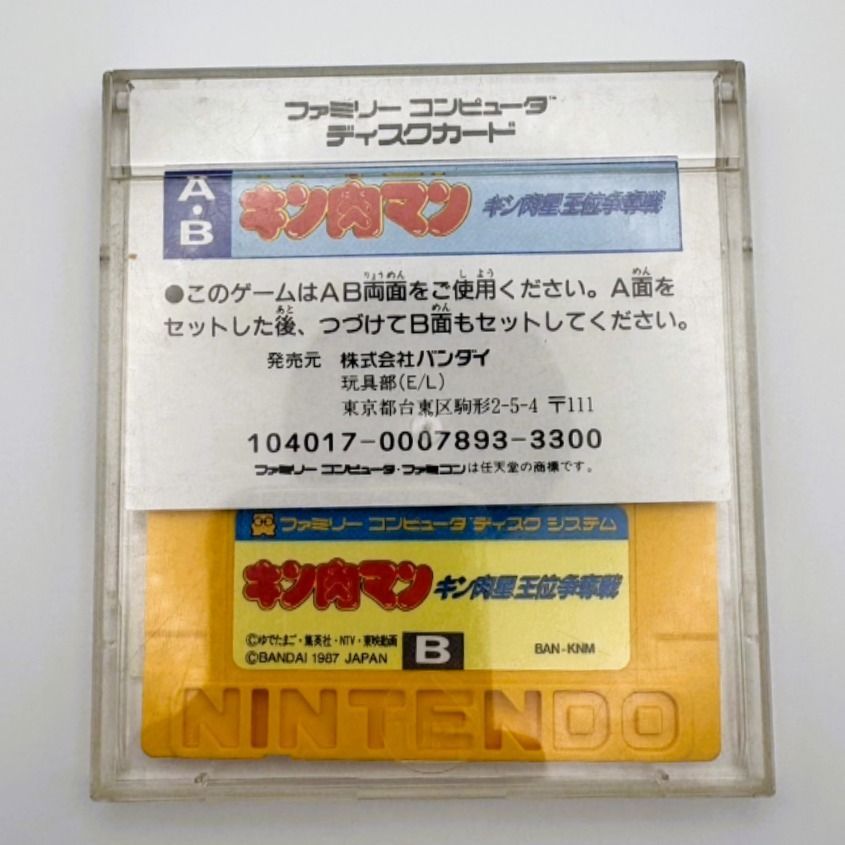 ファミリー コンピュータ™
ディスクカード
A・B
キン肉マン キン肉星王位争奪戦
●このゲームはAB両面をご使用ください。A面を
セットした後、つづけてB面もセットしてください。
発売元 株式会社バンダイ
玩具部(E/L)
東京都台東区駒形2-5-4 〒111
104017-0007893-3300
ファミリー コンピュータ・ファミコンは任天堂の商標です。
ファミリー コンピュータ ディスク システム
キン肉マン キン肉星王位争奪戦
©ゆでたまご・集英社・NTV・東映動画
©BANDAI 1987 JAPAN B BAN-KNM
NINTENDO